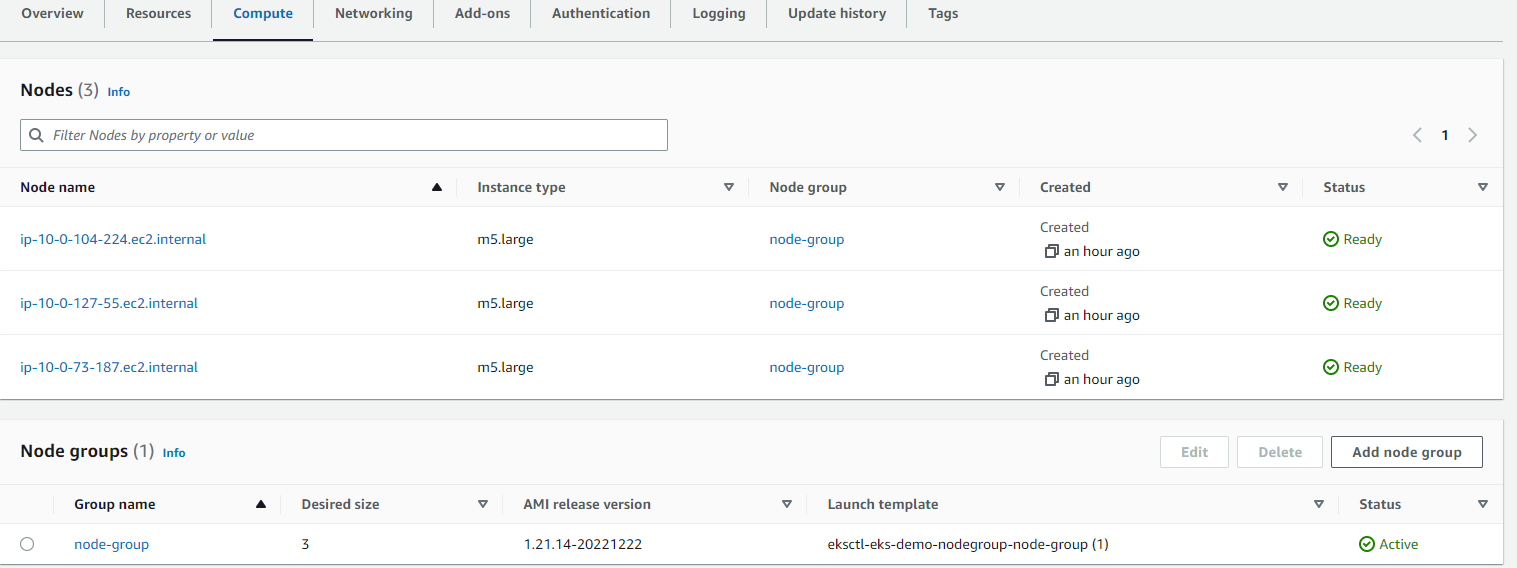 Overview Resources Compute Networking Add-ons Authentication Logging Update history Tags
Nodes (3) Info
Filter Nodes by property or value
1
Node name Instance type Node group Created Status
ip-10-0-104-224.ec2.internal m5.large node-group Created an hour ago Ready
ip-10-0-127-55.ec2.internal m5.large node-group Created an hour ago Ready
ip-10-0-73-187.ec2.internal m5.large node-group Created an hour ago Ready
Node groups (1) Info Edit Delete Add node group
Group name Desired size AMI release version Launch template Status
node-group 3 1.21.14-20221222 eksctl-eks-demo-nodegroup-node-group (1) Active